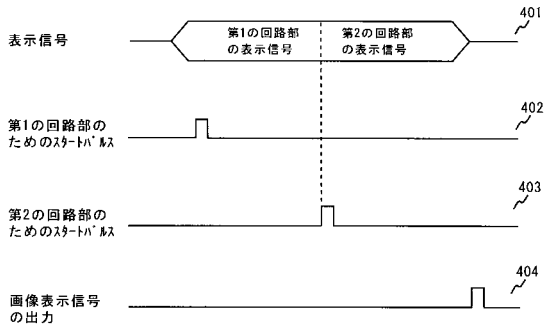 401
表示信号
第1の回路部
の表示信号
第2の回路部
の表示信号
402
第1の回路部の
ためのスタートパルス
403
第2の回路部の
ためのスタートパルス
404
画像表示信号
の出力